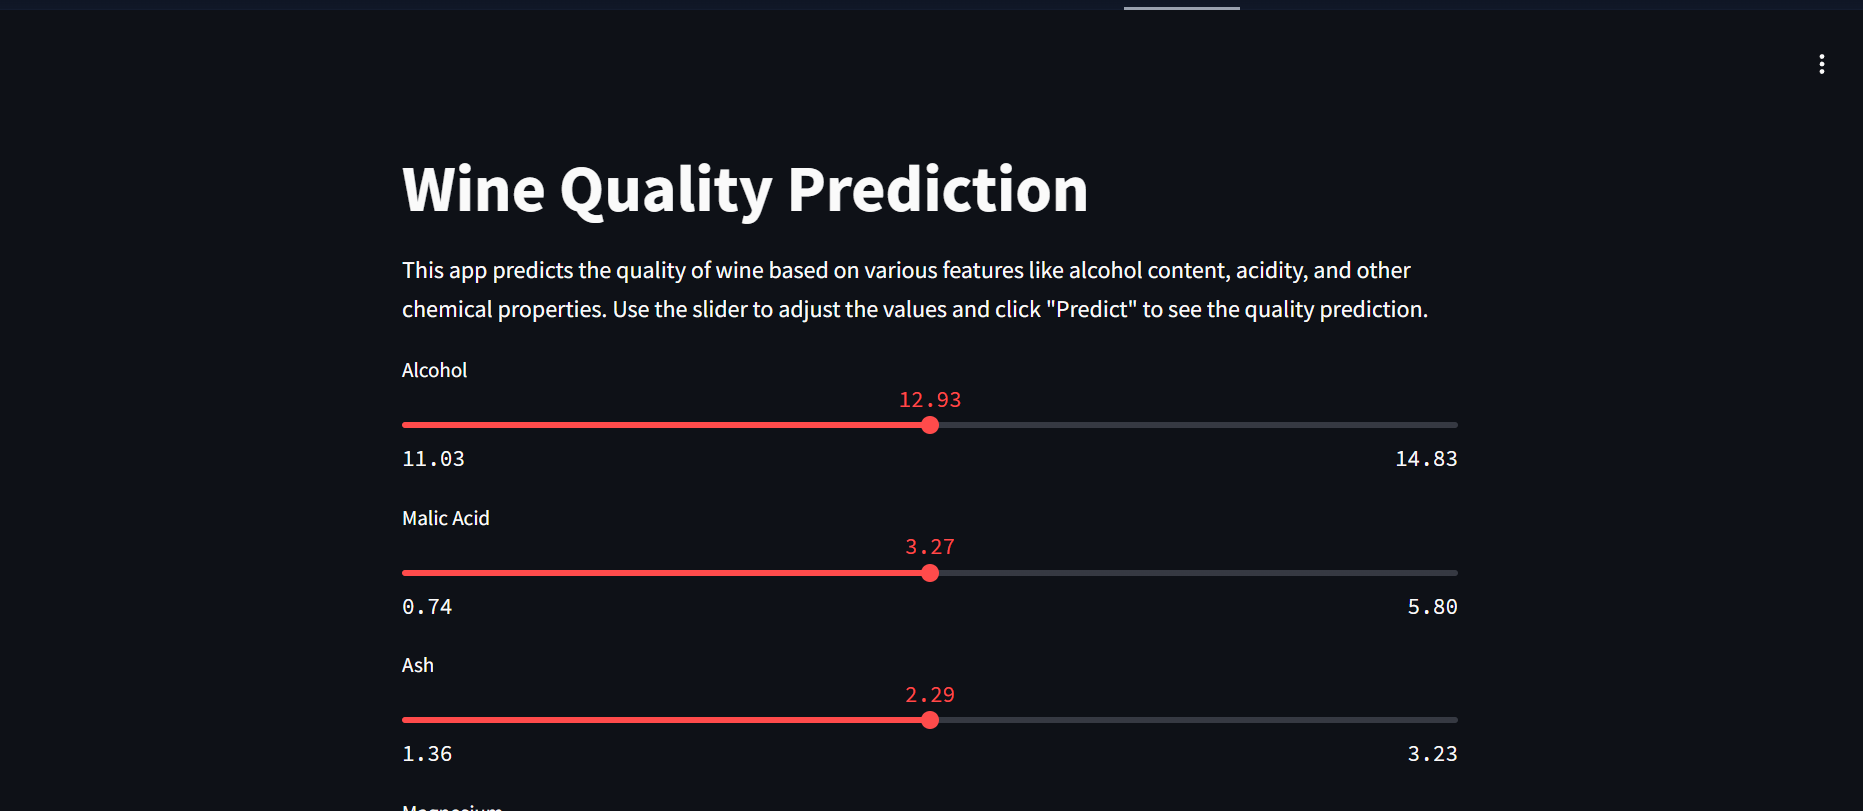 Wine Quality Prediction
This app predicts the quality of wine based on various features like alcohol content, acidity, and other
chemical properties. Use the slider to adjust the values and click "Predict" to see the quality prediction.
Alcohol
12.93
11.03 14.83
Malic Acid
3.27
0.74 5.80
Ash
2.29
1.36 3.23
Magnesium